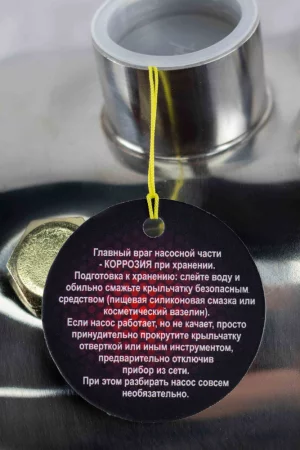 Главный враг насосной части
- КОРРОЗИЯ при хранении.
Подготовка к хранению: слейте воду и
обильно смажьте крыльчатку безопасным
средством (пищевая силиконовая смазка или
косметический вазелин).
Если насос работает, но не качает, просто
принудительно прокрутите крыльчатку
отверткой или иным инструментом,
предварительно отключив
прибор из сети.
При этом разбирать насос совсем
необязательно.